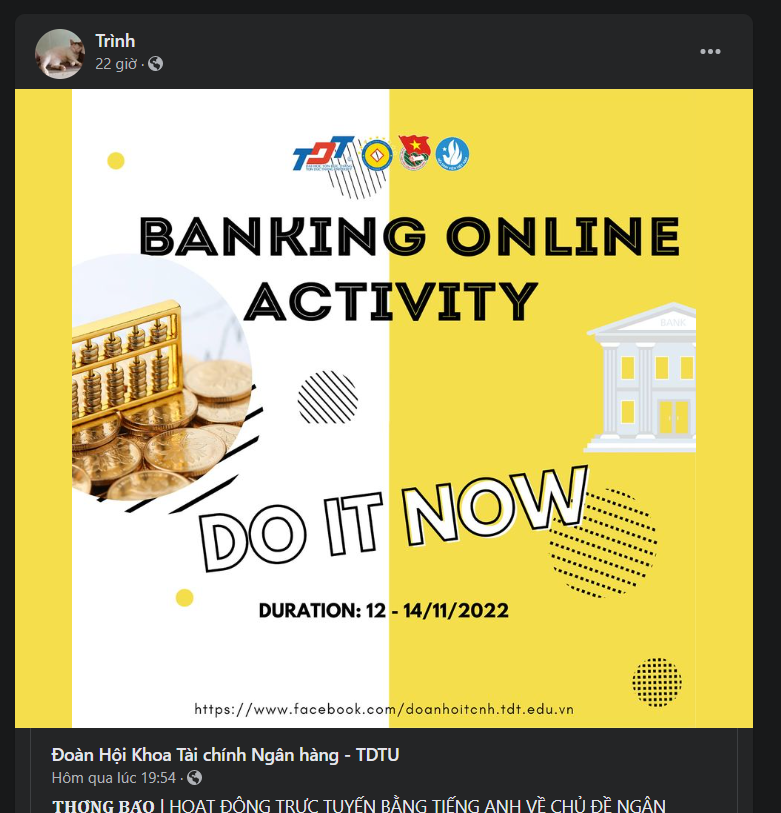 Trình
22 giờ ·
TDT
BANKING ONLINE
ACTIVITY
BANK
DO IT NOW
DURATION: 12 - 14/11/2022
https://www.facebook.com/doanhoitcnh.tdt.edu.vn
Đoàn Hội Khoa Tài chính Ngân hàng - TDTU
Hôm qua lúc 19:54 ·
𝐓𝐇𝐎̂𝐍𝐆 𝐁𝐀́𝐎 | HOẠT ĐỘNG TRỰC TUYẾN BẰNG TIẾNG ANH VỀ CHỦ ĐỀ NGÂN